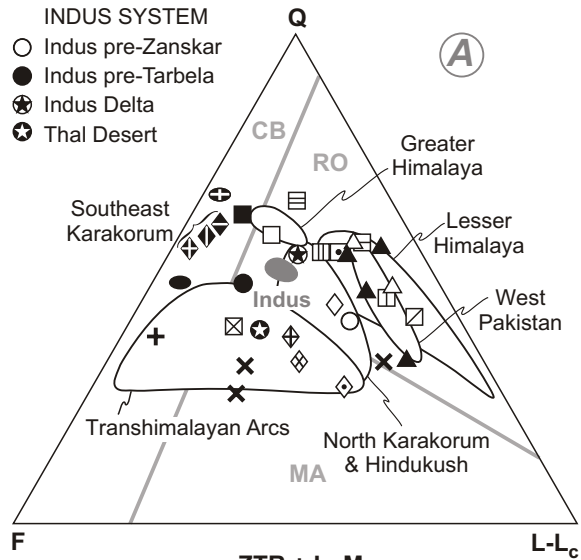 Q
INDUS SYSTEM
Indus pre-Zanskar
Indus pre-Tarbela
Indus Delta
Thal Desert
A
CB
RO
Greater
Himalaya
Southeast
Karakorum
Lesser
Himalaya
Indus
West
Pakistan
Transhimalayan Arcs
North Karakorum
& Hindukush
MA
F
L-Lc